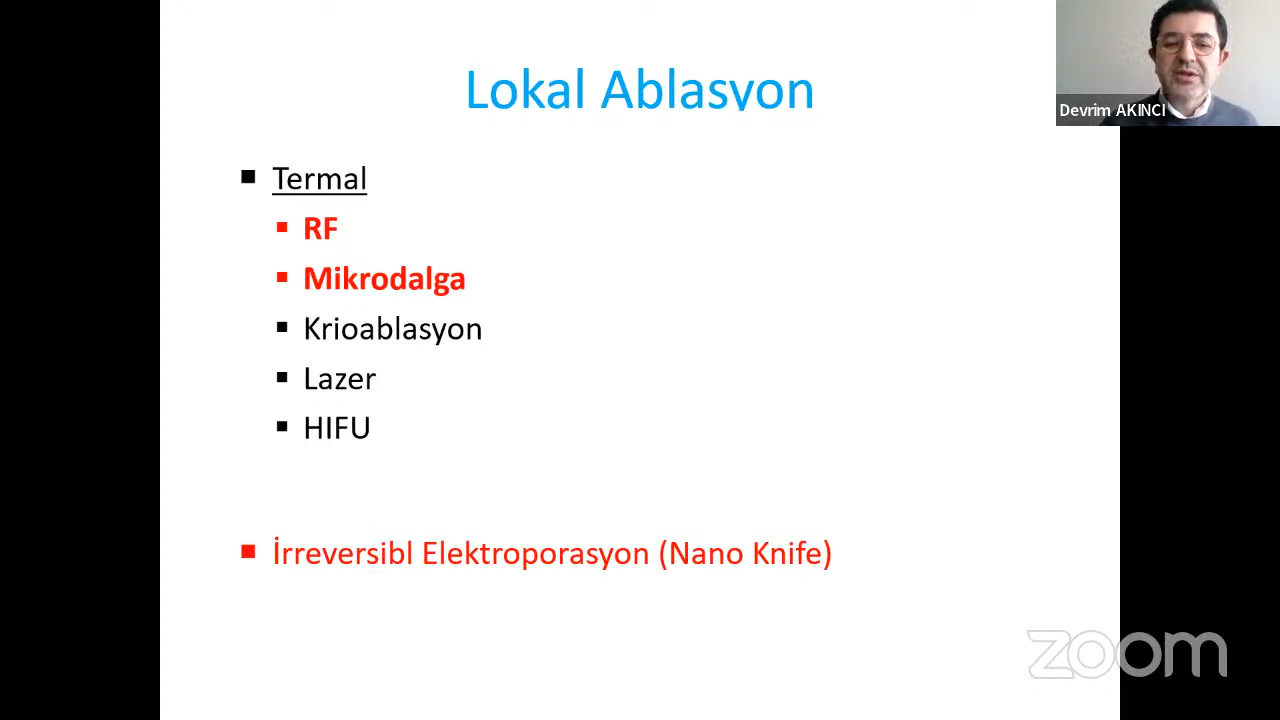 Lokal Ablasyon
Devrim AKINCI
Termal
RF
Mikrodalga
Krioablasyon
Lazer
HIFU
İrreversibl Elektroporasyon (Nano Knife)
zoom